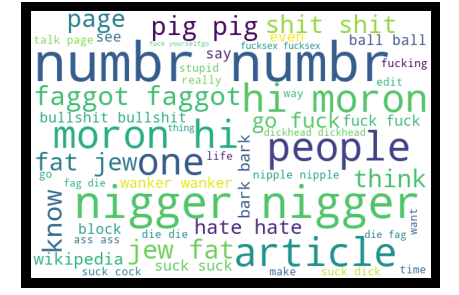 page pig pig shit shit
talk page see say even ball ball
fuck yourselfgo fucksex fucksex
numbr numbr
stupid fucking
really edit
faggot faggot hi way moron
bullshit bullshit go fuck fuck fuck
moron hi thing dickhead dickhead
fat jew one life bark bark people
go fag die wanker wanker nipple nipple think
know nigger nigger
block die die hate hate die fag want
ass ass
wikipedia jew fat article
suck cock suck suck make suck dick time